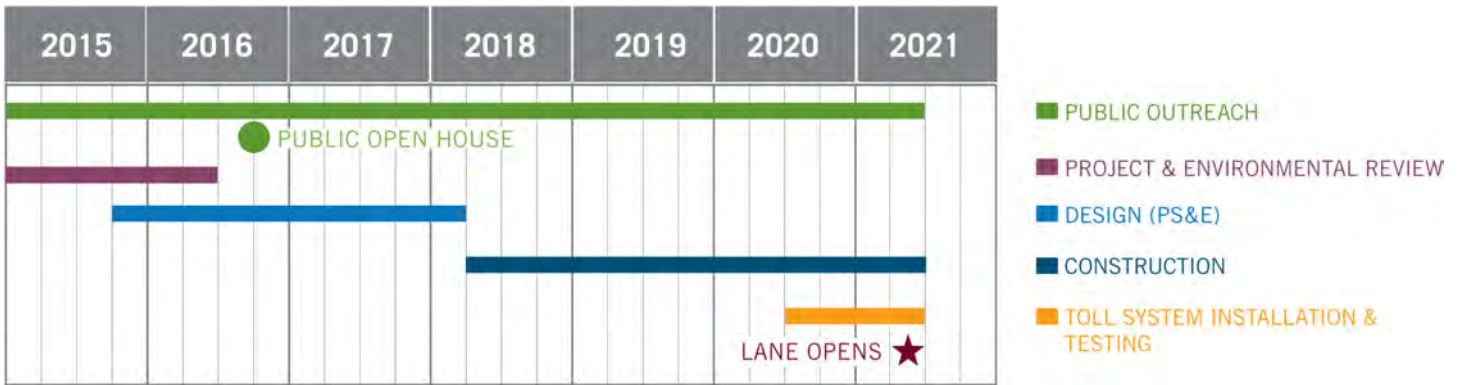 2015 2016 2017 2018 2019 2020 2021
PUBLIC OUTREACH
PUBLIC OPEN HOUSE
PROJECT & ENVIRONMENTAL REVIEW
DESIGN (PS&E)
CONSTRUCTION
TOLL SYSTEM INSTALLATION &
TESTING
LANE OPENS